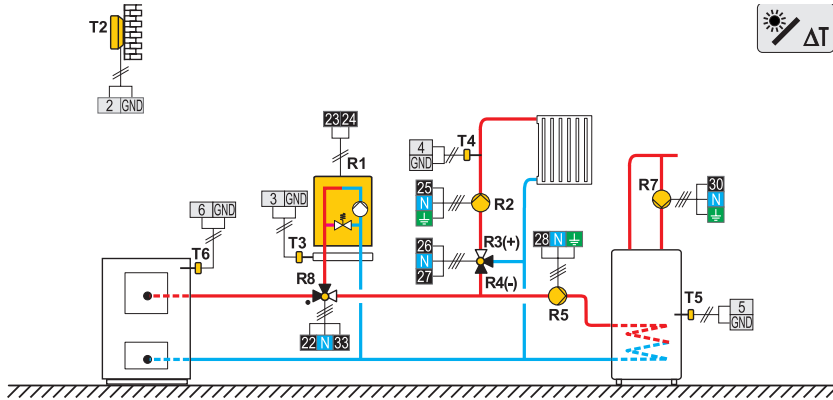 T2
ΔT
2 GND
23 24
R1
4
GND
T4
R7
30
N
25
N
R2
3 GND
6 GND
T6
T3
26
N
27
R3(+)
R4(-)
28 N
R8
R5
T5
5
GND
22 N 33